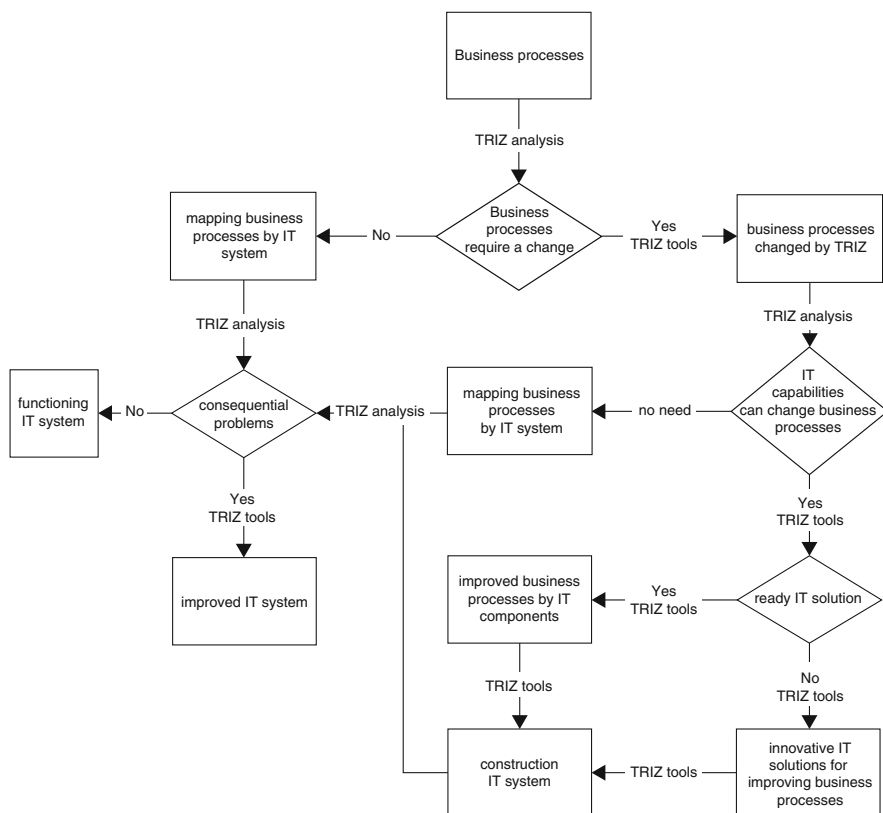 Business processes
TRIZ analysis
Business
processes
require a change
No
Yes
TRIZ tools
mapping business
processes by IT
system
business processes
changed by TRIZ
TRIZ analysis
TRIZ analysis
functioning
IT system
No
consequential
problems
TRIZ analysis
mapping business
processes
by IT system
no need
IT
capabilities
can change business
processes
Yes
TRIZ tools
Yes
TRIZ tools
improved IT system
improved business
processes by IT
components
Yes
TRIZ tools
ready IT solution
TRIZ tools
No
TRIZ tools
construction
IT system
TRIZ tools
innovative IT
solutions for
improving business
processes